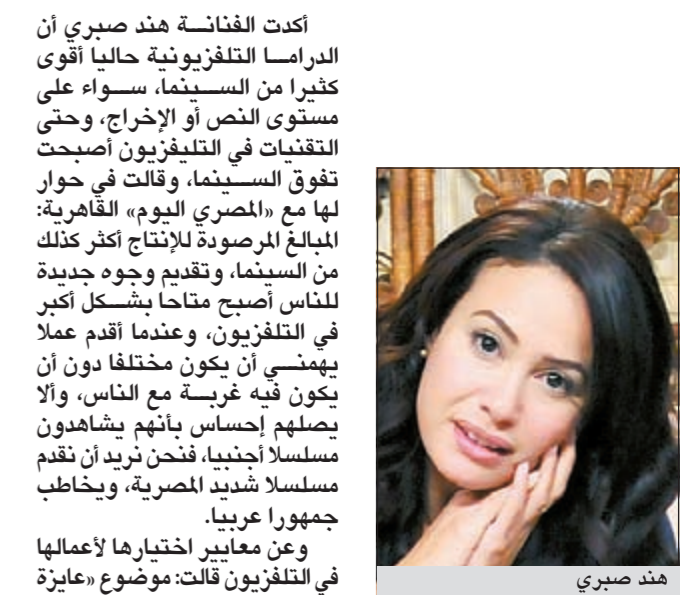 أكدت الفنانة هند صبري أن
الدراما التلفزيونية حاليا أقوى
كثيرا من السينما، سواء على
مستوى النص أو الإخراج، وحتى
التقنيات في التليفزيون أصبحت
تفوق السينما، وقالت في حوار
لها مع «المصري اليوم» القاهرية:
المبالغ المرصودة للإنتاج أكثر كذلك
من السينما، وتقديم وجوه جديدة
للناس أصبح متاحا بشكل أكبر
في التلفزيون، وعندما أقدم عملا
يهمني أن يكون مختلفا دون أن
يكون فيه غربة مع الناس، وألا
يصلهم إحساس بأنهم يشاهدون
مسلسلا أجنبيا، فنحن نريد أن نقدم
مسلسلا شديد المصرية، ويخاطب
جمهورا عربيا.
وعن معايير اختيارها لأعمالها
في التلفزيون قالت: موضوع «عايزة
هند صبري